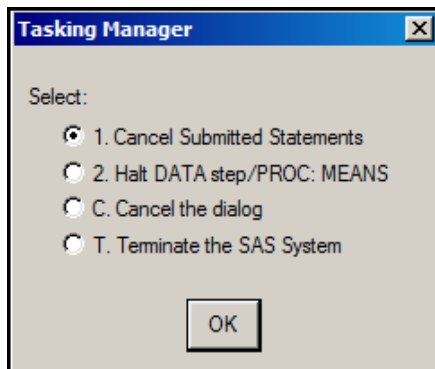 Tasking Manager
Select:
1. Cancel Submitted Statements
2. Halt DATA step/PROC: MEANS
C. Cancel the dialog
T. Terminate the SAS System
OK